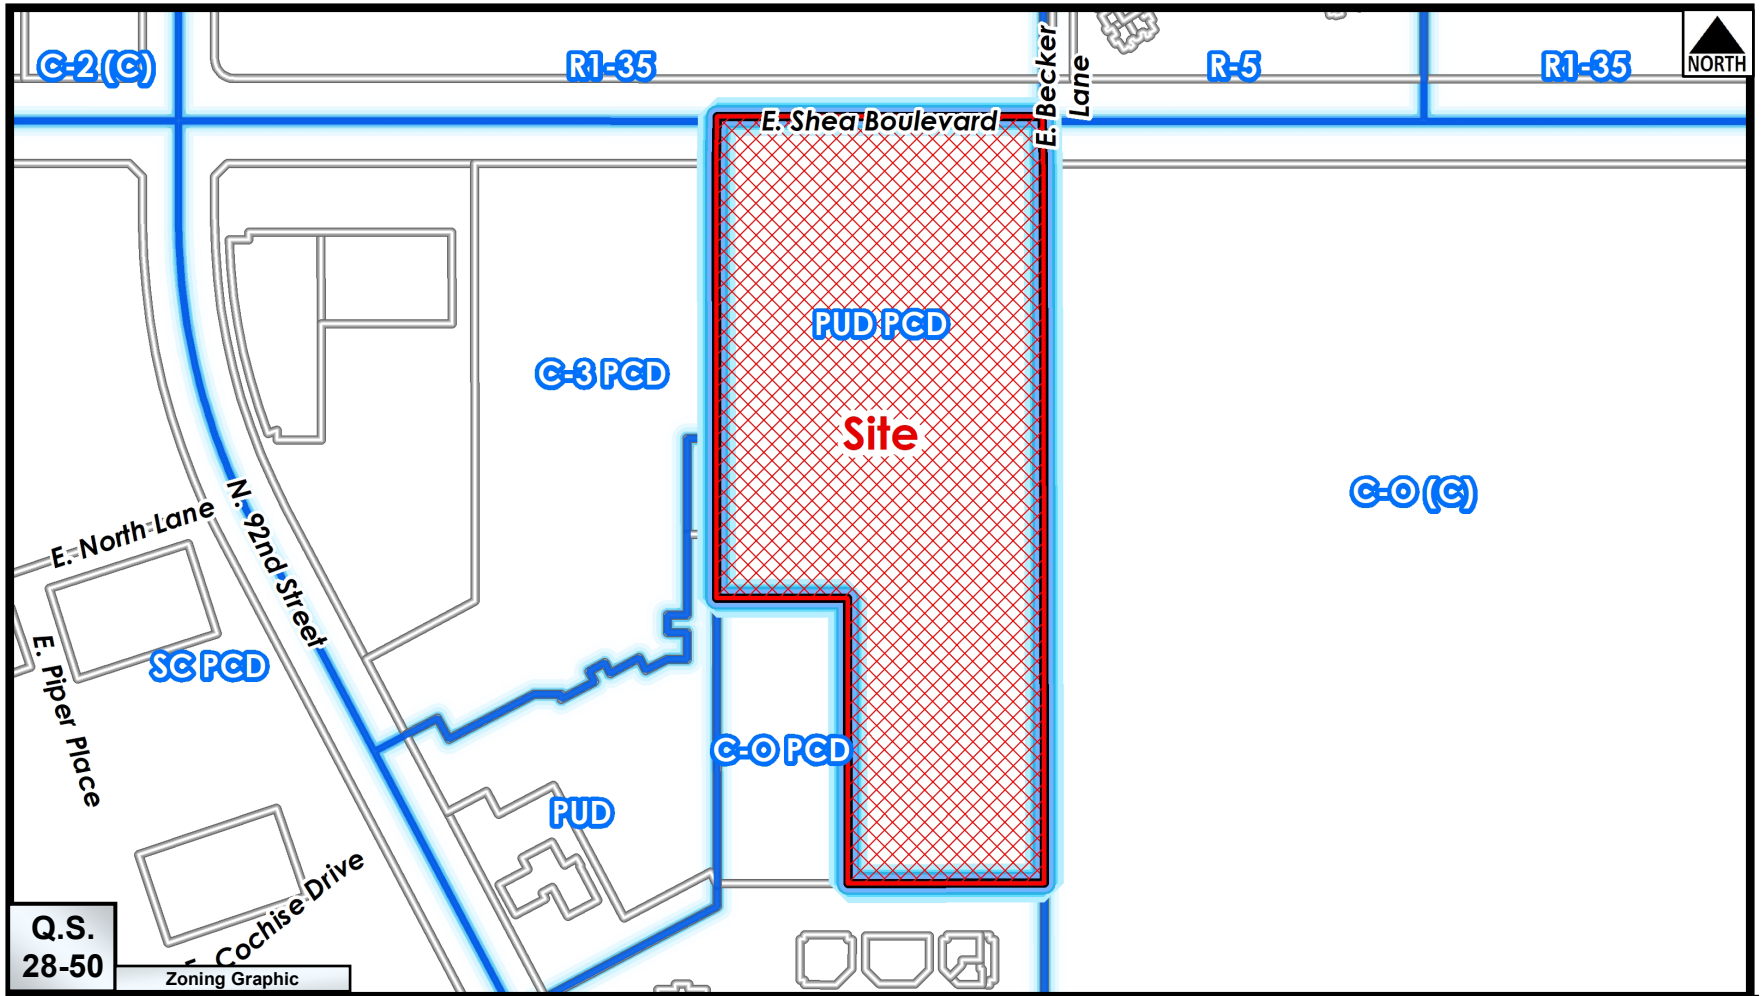 C-2 (C)
R1-35
E. Becker
Lane
R-5
R1-35
NORTH
E. Shea Boulevard
PUD PCD
C-3 PCD
Site
C-O (C)
E. North Lane
N. 92nd Street
E. Piper Place
SC PCD
C-O PCD
PUD
Cochise Drive
Q.S.
28-50
Zoning Graphic